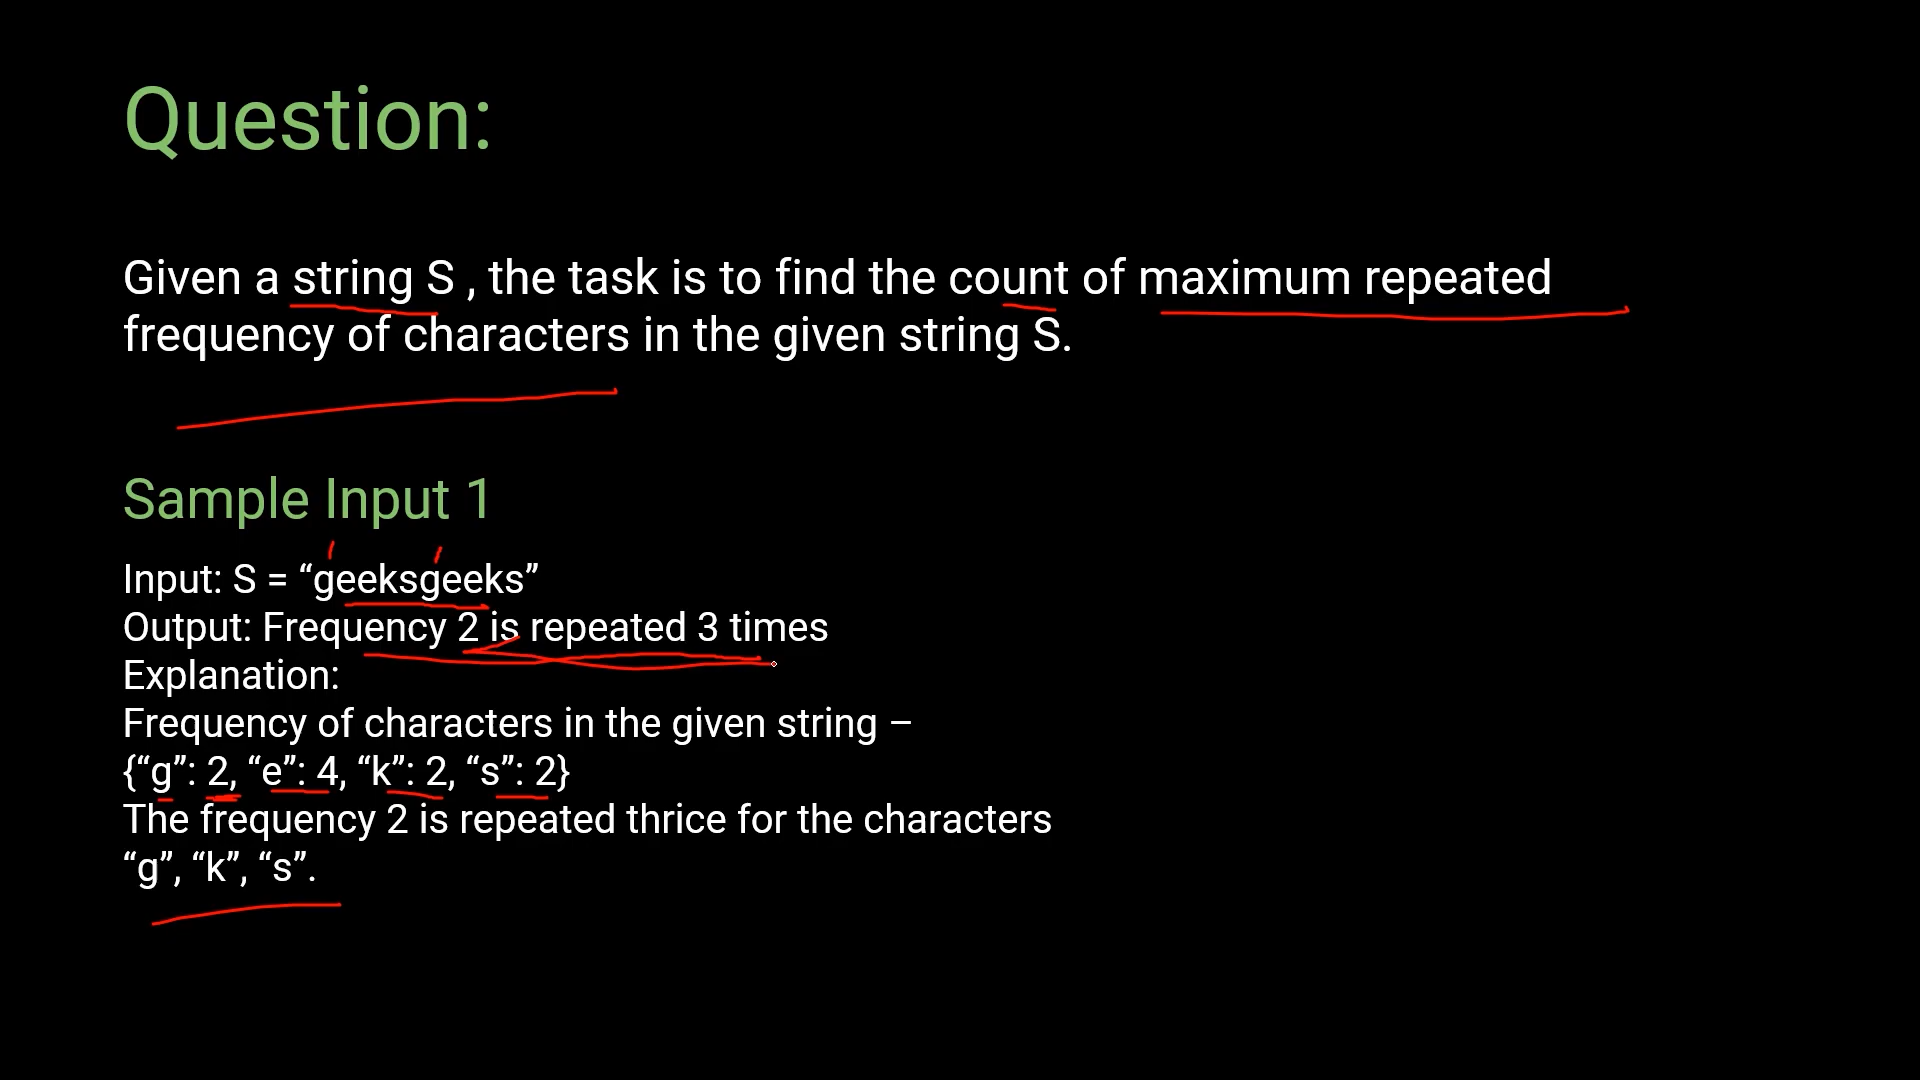 Question:
Given a string S , the task is to find the count of maximum repeated
frequency of characters in the given string S.
Sample Input 1
Input: S = “geeksgeeks”
Output: Frequency 2 is repeated 3 times
Explanation:
Frequency of characters in the given string –
{“g”: 2, “e”: 4, “k”: 2, “s”: 2}
The frequency 2 is repeated thrice for the characters
“g”, “k”, “s”.